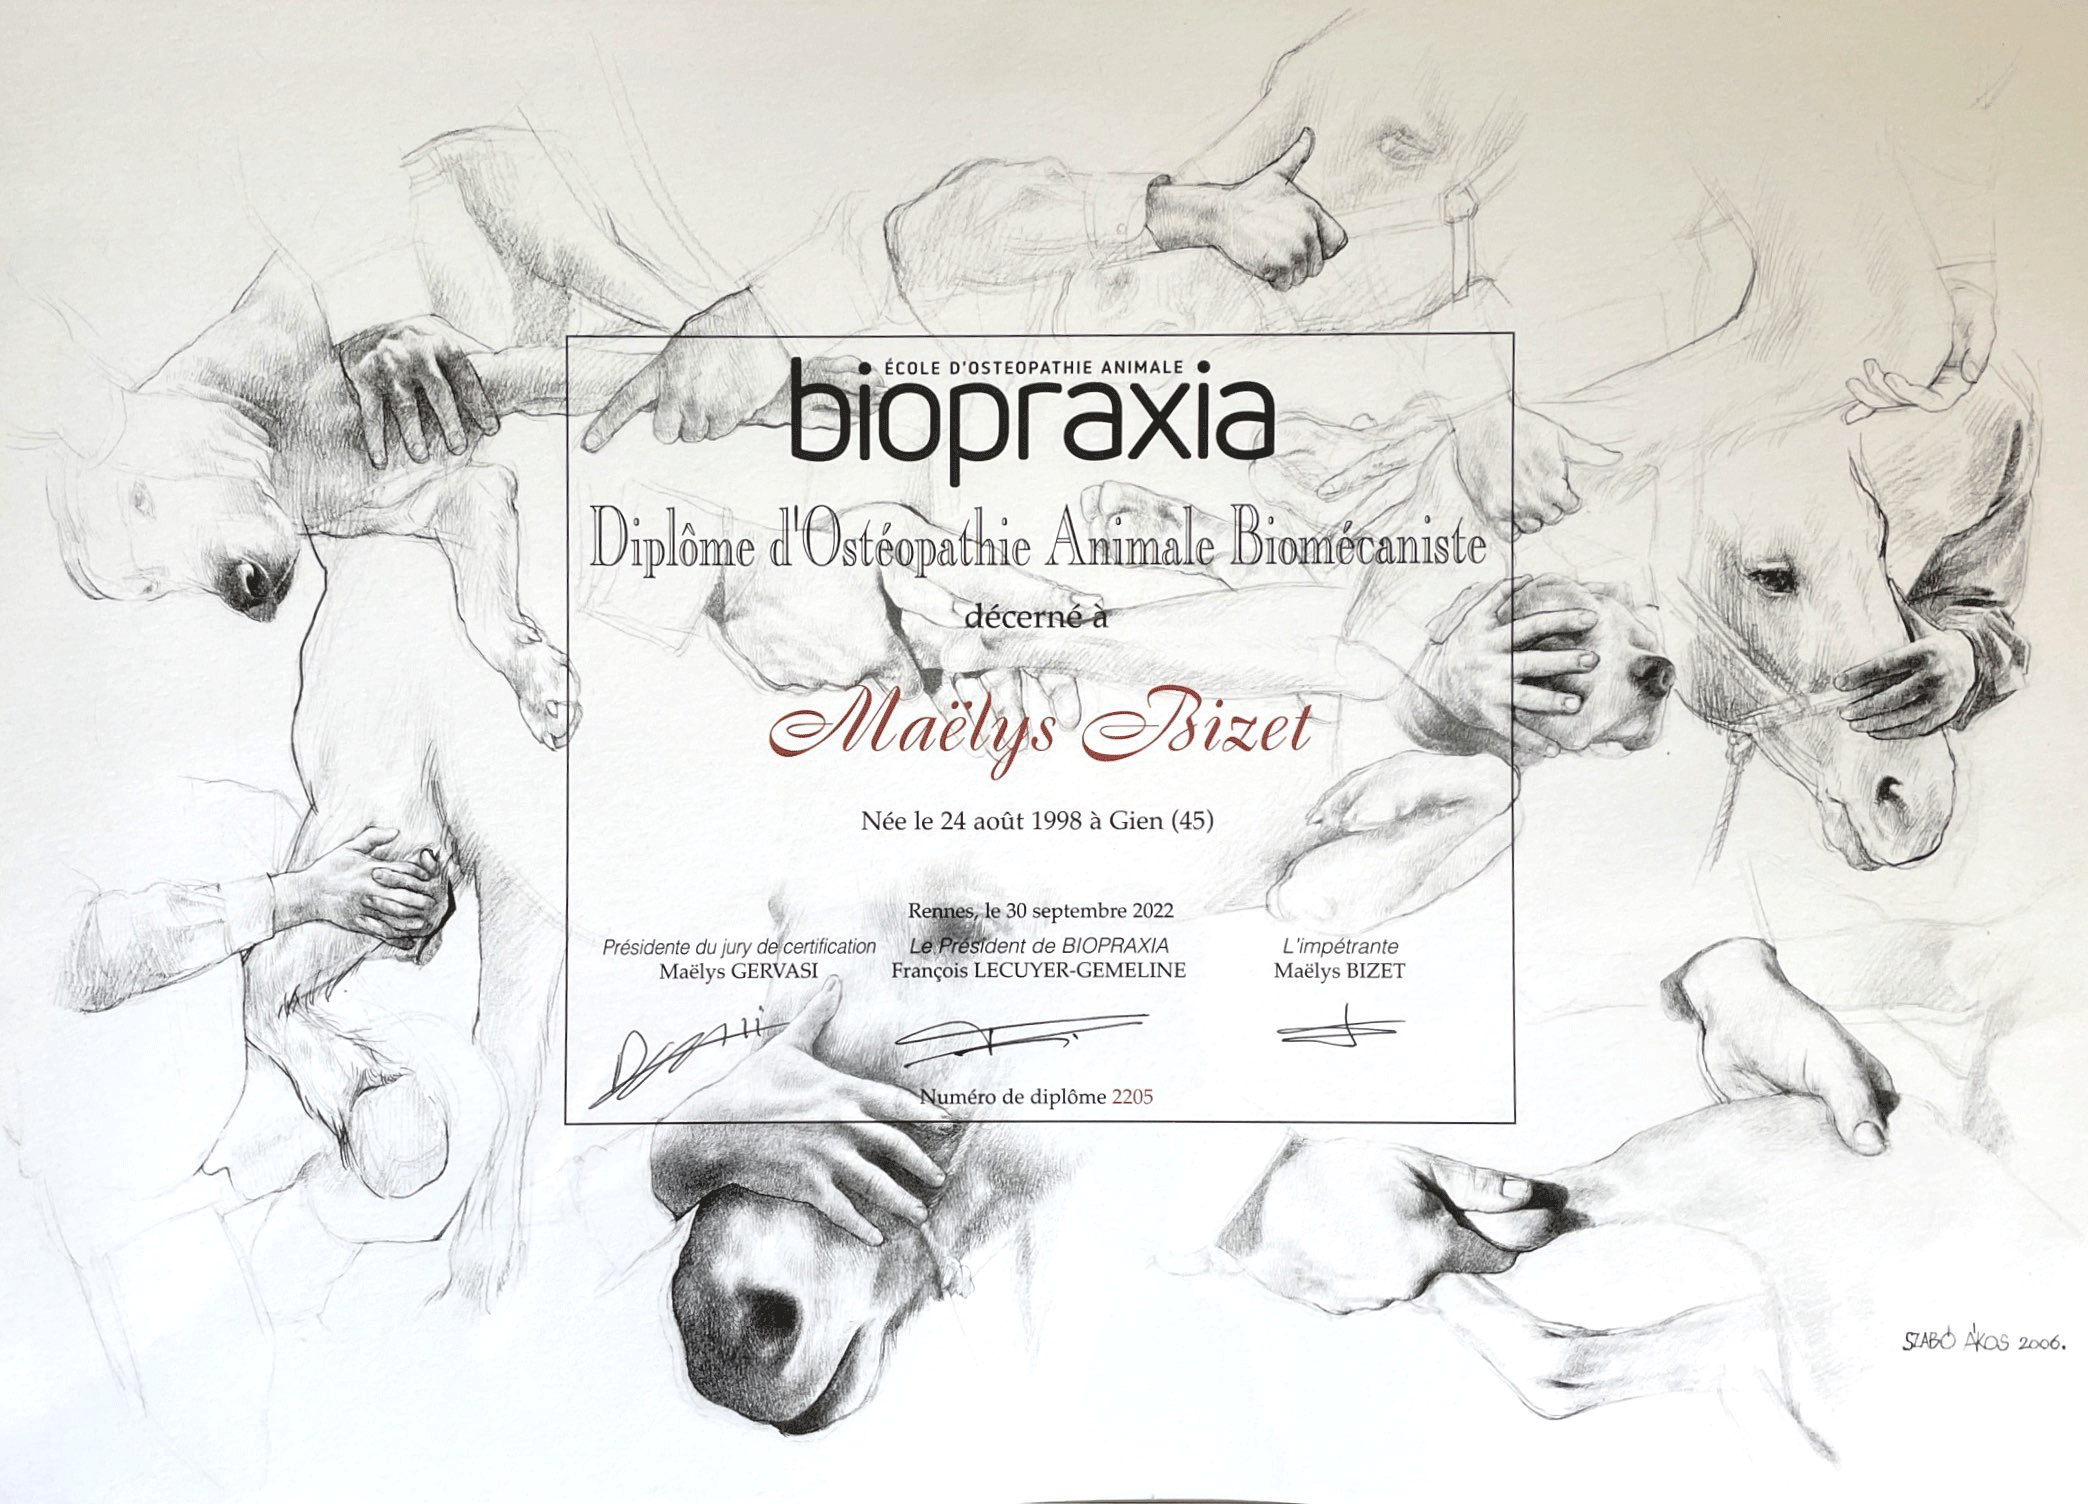 ÉCOLE D'OSTEOPATHIE ANIMALE
biopraxia
Diplôme d'Ostéopathie Animale Biomécaniste
décerné à
Maëlys Bizet
Née le 24 août 1998 à Gien (45)
Rennes, le 30 septembre 2022
Présidente du jury de certification
Maëlys GERVASI
Le Président de BIOPRAXIA
François LECUYER-GEMELINE
L'impétrante
Maëlys BIZET
Numéro de diplôme 2205
SZABÓ ÁKOS 2006.